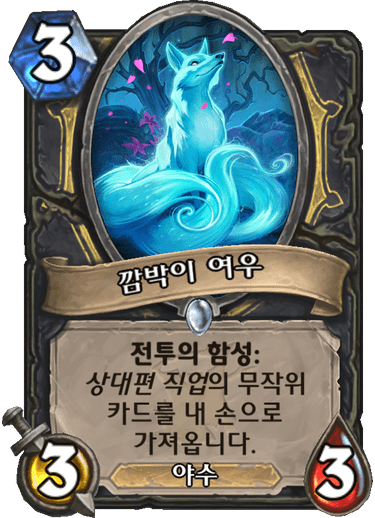 3
깜박이 여우
전투의 함성:
상대편 직업의 무작위
카드를 내 손으로
가져옵니다.
3
야수
3